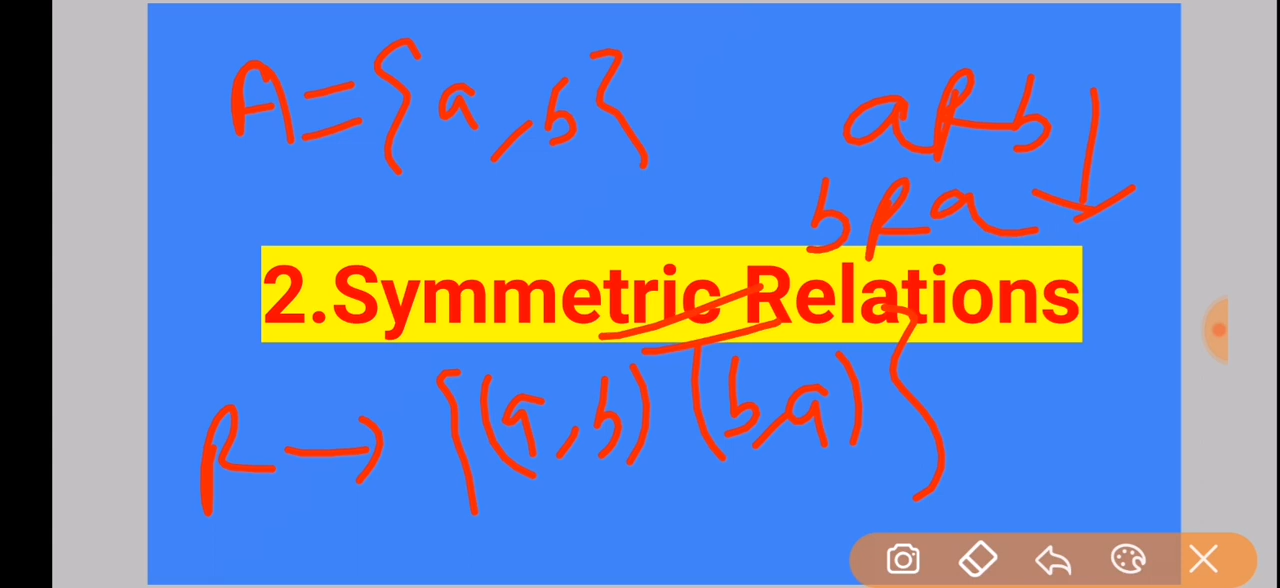 A={a,b}
aRb
bRa
2.Symmetric Relations
R→{(a,b)(b,a)}